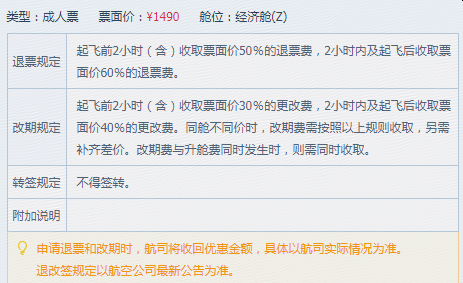 类型：成人票 票面价：¥1490 舱位：经济舱(Z)
退票规定
起飞前2小时（含）收取票面价50%的退票费，2小时内及起飞后收取票
面价60%的退票费。
改期规定
起飞前2小时（含）收取票面价30%的更改费，2小时内及起飞后收取票
面价40%的更改费。同舱不同价时，改期费需按照以上规则收取，另需
补齐差价。改期费与升舱费同时发生时，则需同时收取。
转签规定
不得签转。
附加说明
申请退票和改期时，航司将收回优惠金额，具体以航司实际情况为准。
退改签规定以航空公司最新公告为准。